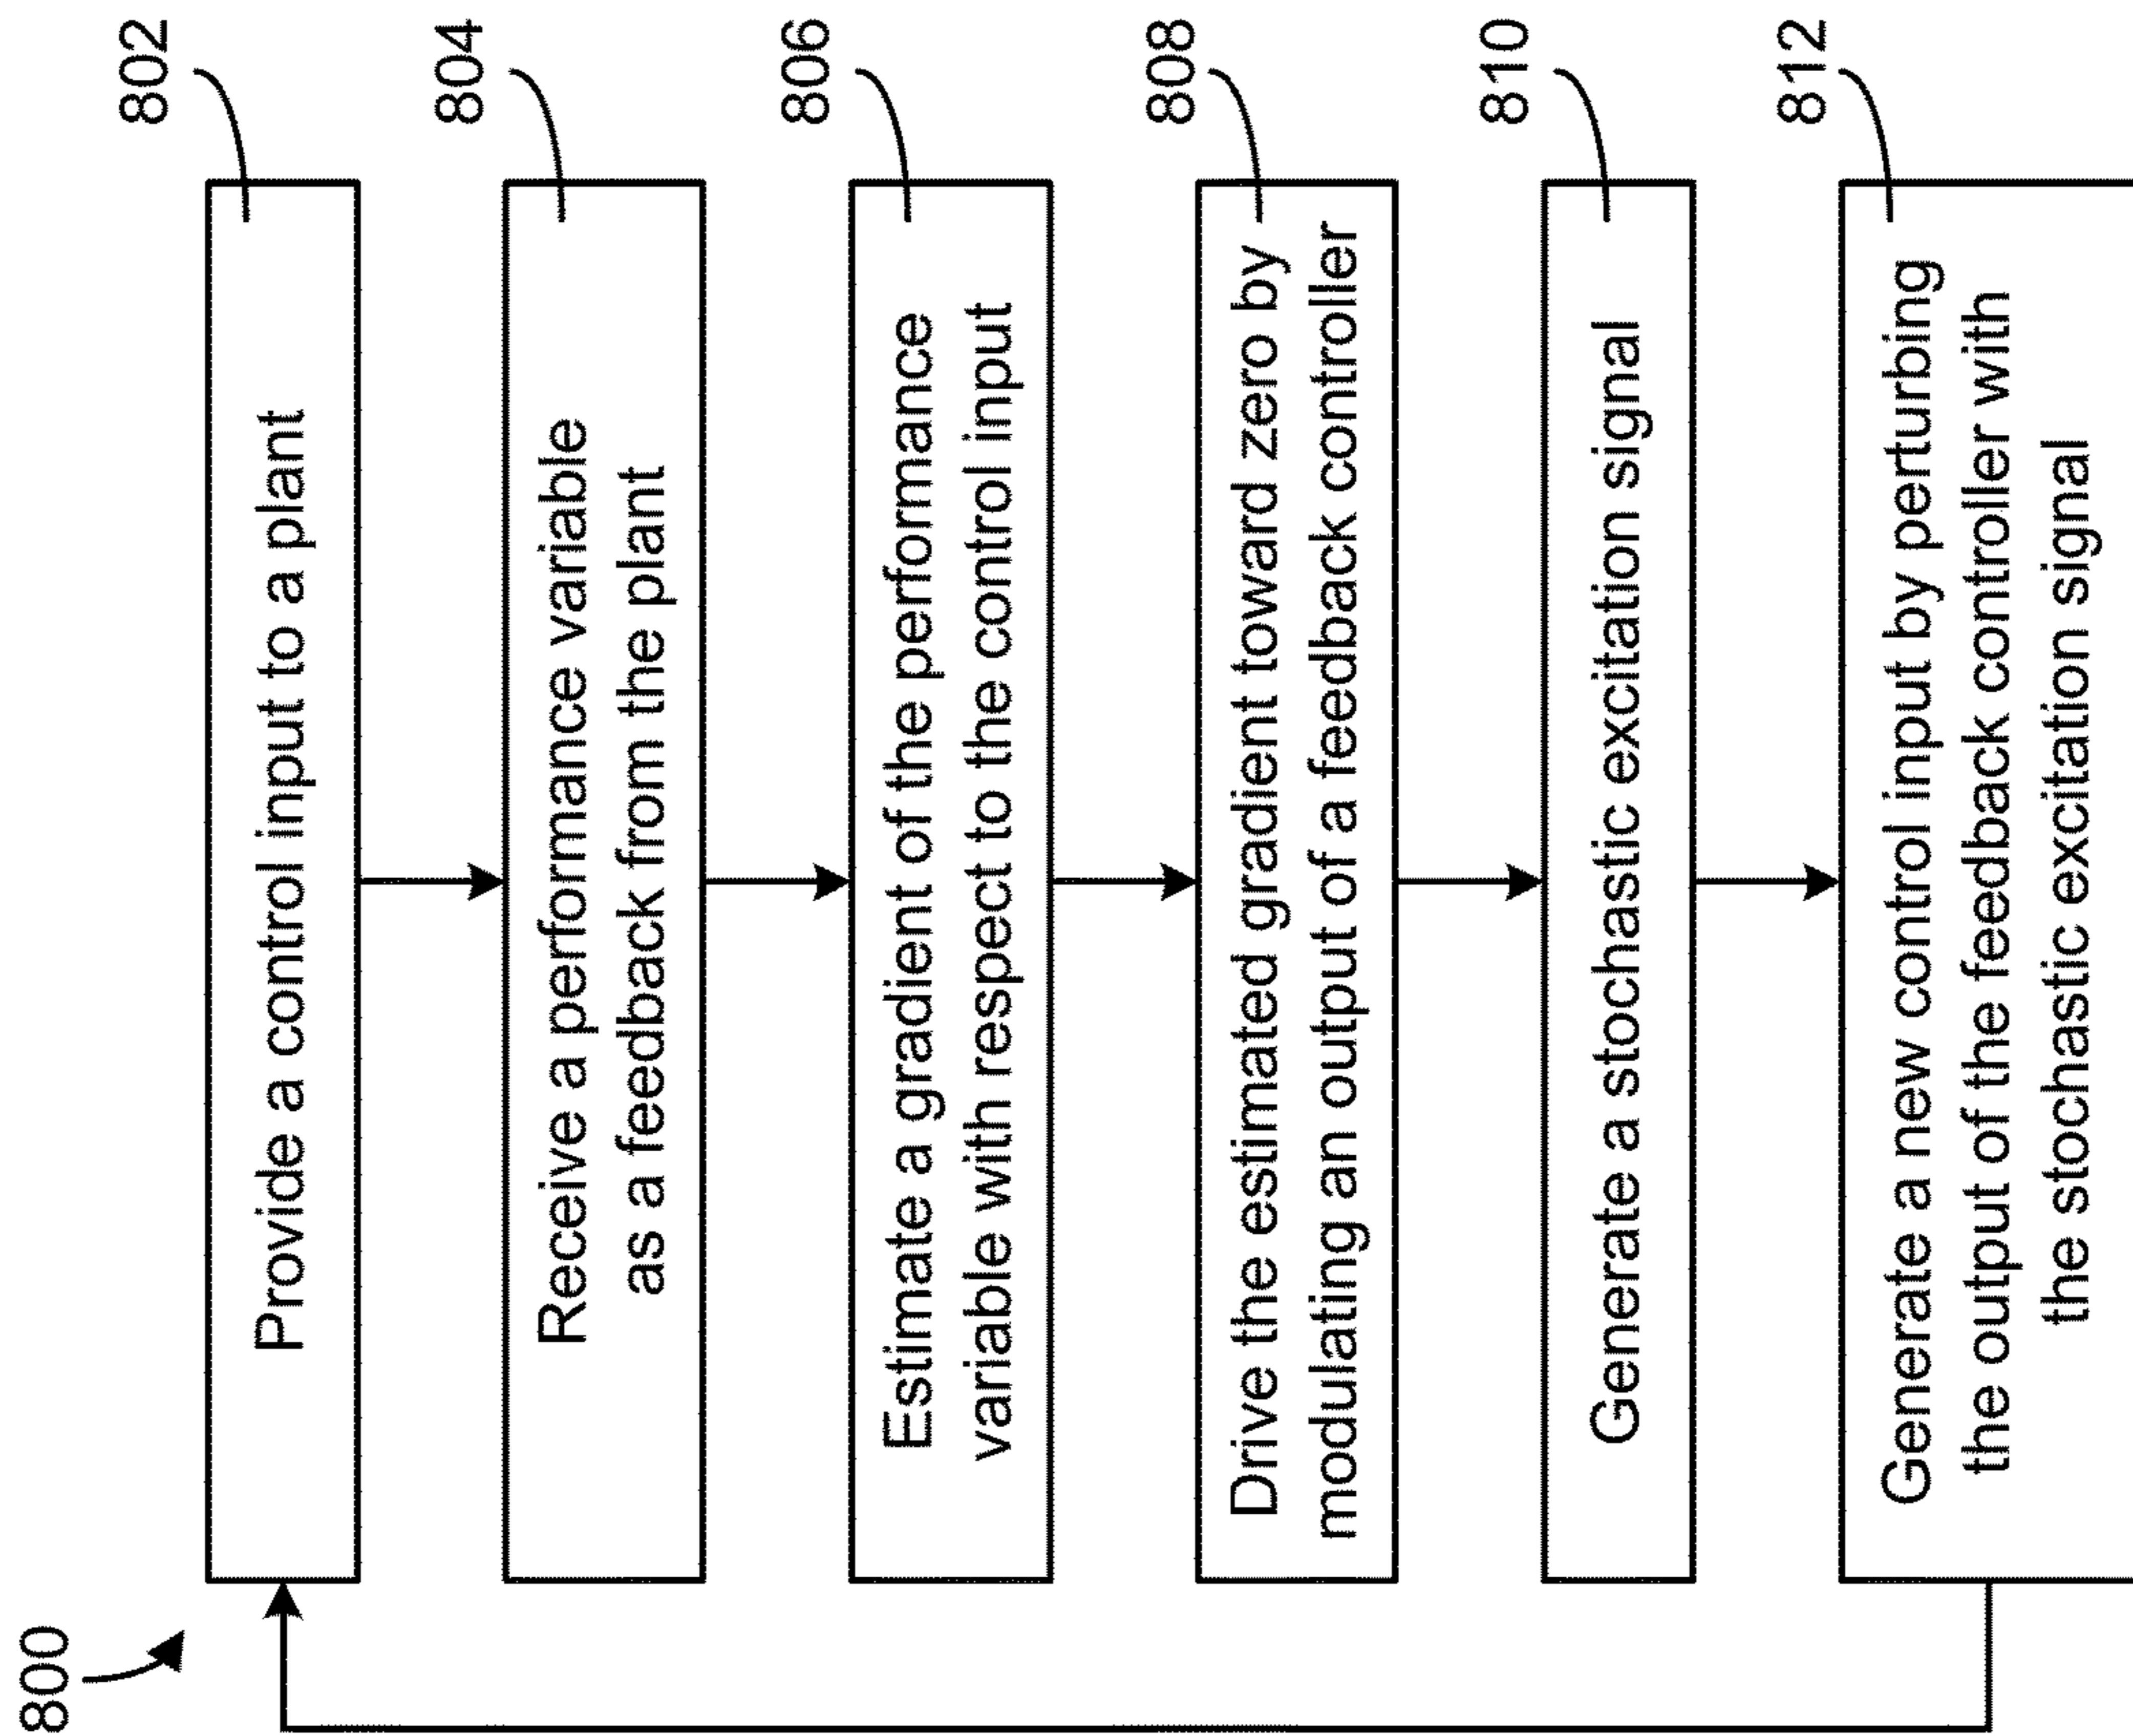 800
802
Provide a control input to a plant
804
Receive a performance variable
as a feedback from the plant
806
Estimate a gradient of the performance
variable with respect to the control input
808
Drive the estimated gradient toward zero by
modulating an output of a feedback controller
810
Generate a stochastic excitation signal
812
Generate a new control input by perturbing
the output of the feedback controller with
the stochastic excitation signal